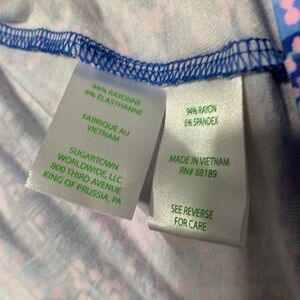 94% RAYONNE
6% ÉLASTHANNE
FABRIQUÉ AU
VIETNAM
SUGARTOWN
WORLDWIDE, LLC
800 THIRD AVENUE
KING OF PRUSSIA, PA
94% RAYON
6% SPANDEX
MADE IN VIETNAM
RN# 88189
SEE REVERSE
FOR CARE